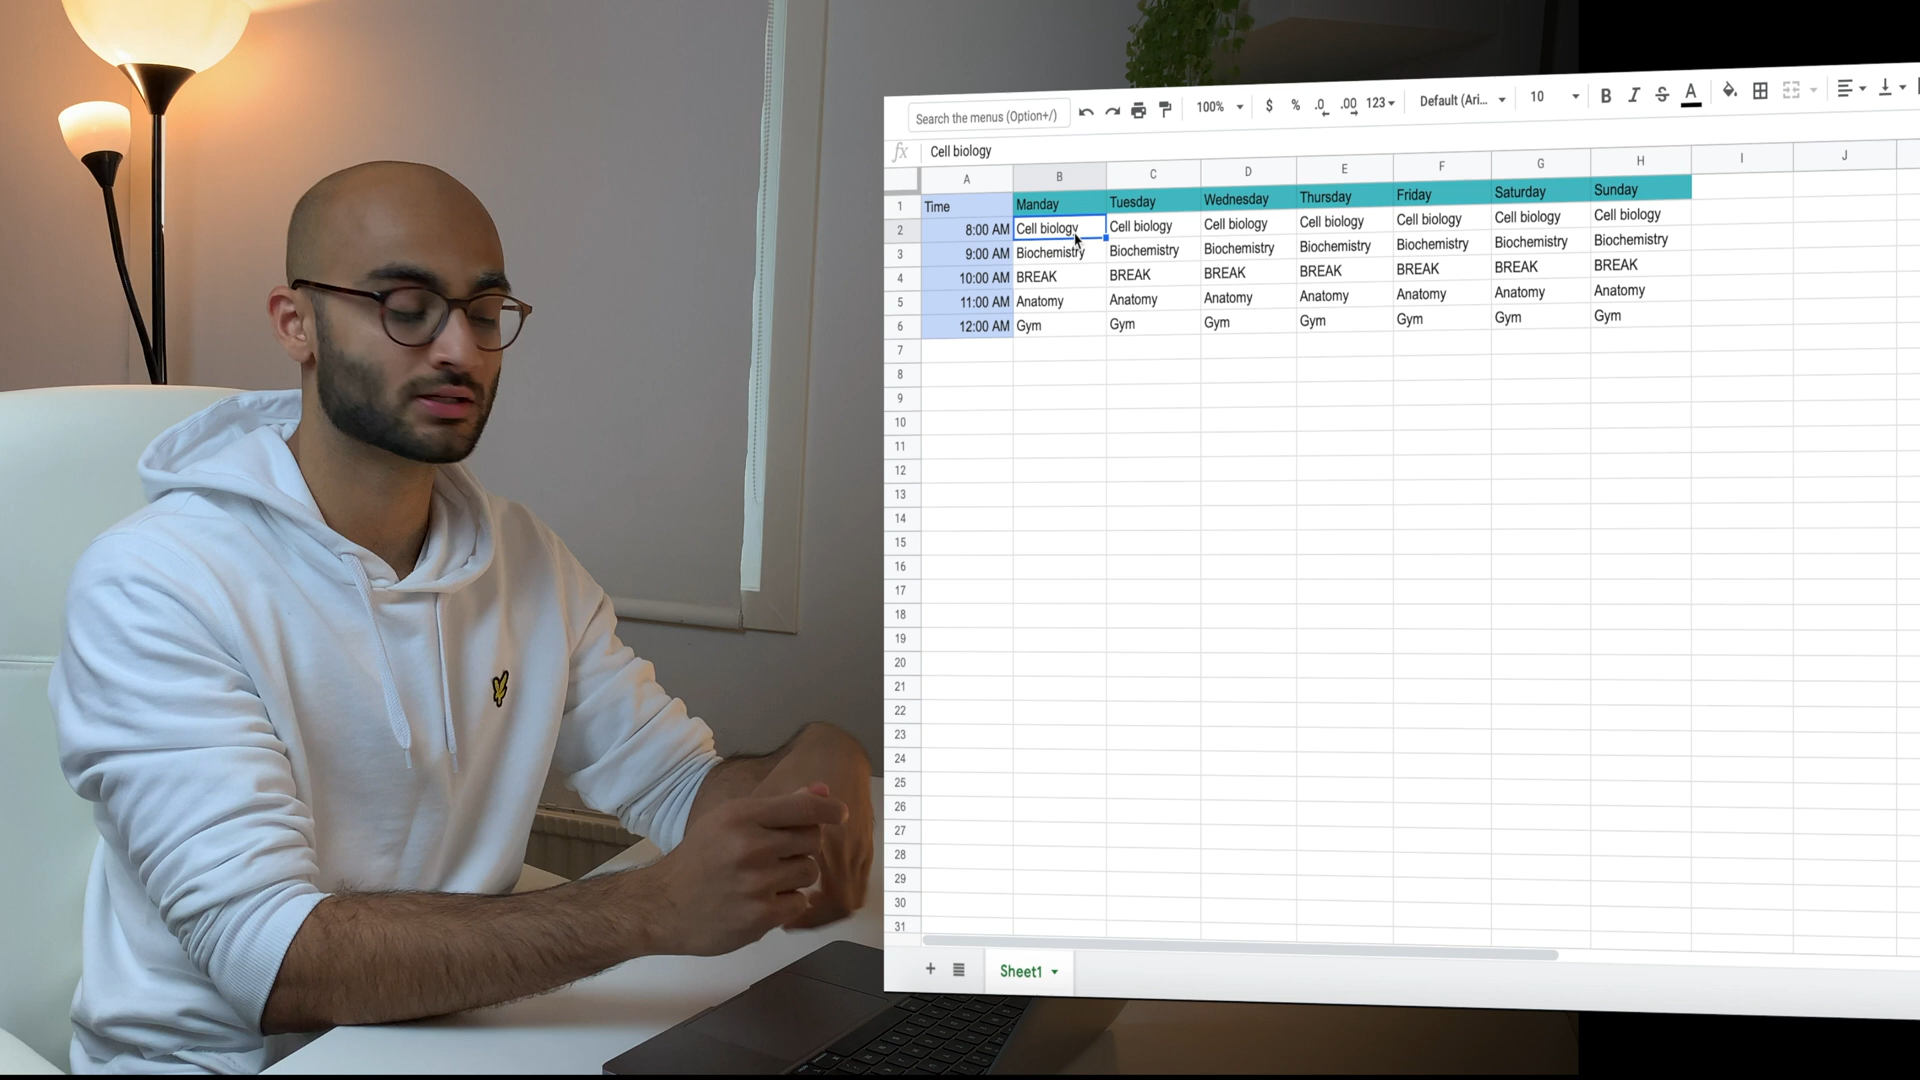 Search the menus (Option+/) 100% $ % .0 .00 123 Default (Ari... 10 B I S A
fx Cell biology
A B C D E F G H I J
1 Time Manday Tuesday Wednesday Thursday Friday Saturday Sunday
2 8:00 AM Cell biology Cell biology Cell biology Cell biology Cell biology Cell biology Cell biology
3 9:00 AM Biochemistry Biochemistry Biochemistry Biochemistry Biochemistry Biochemistry Biochemistry
4 10:00 AM BREAK BREAK BREAK BREAK BREAK BREAK BREAK
5 11:00 AM Anatomy Anatomy Anatomy Anatomy Anatomy Anatomy Anatomy
6 12:00 AM Gym Gym Gym Gym Gym Gym Gym
7
8
9
10
11
12
13
14
15
16
17
18
19
20
21
22
23
24
25
26
27
28
29
30
31
+ Sheet1